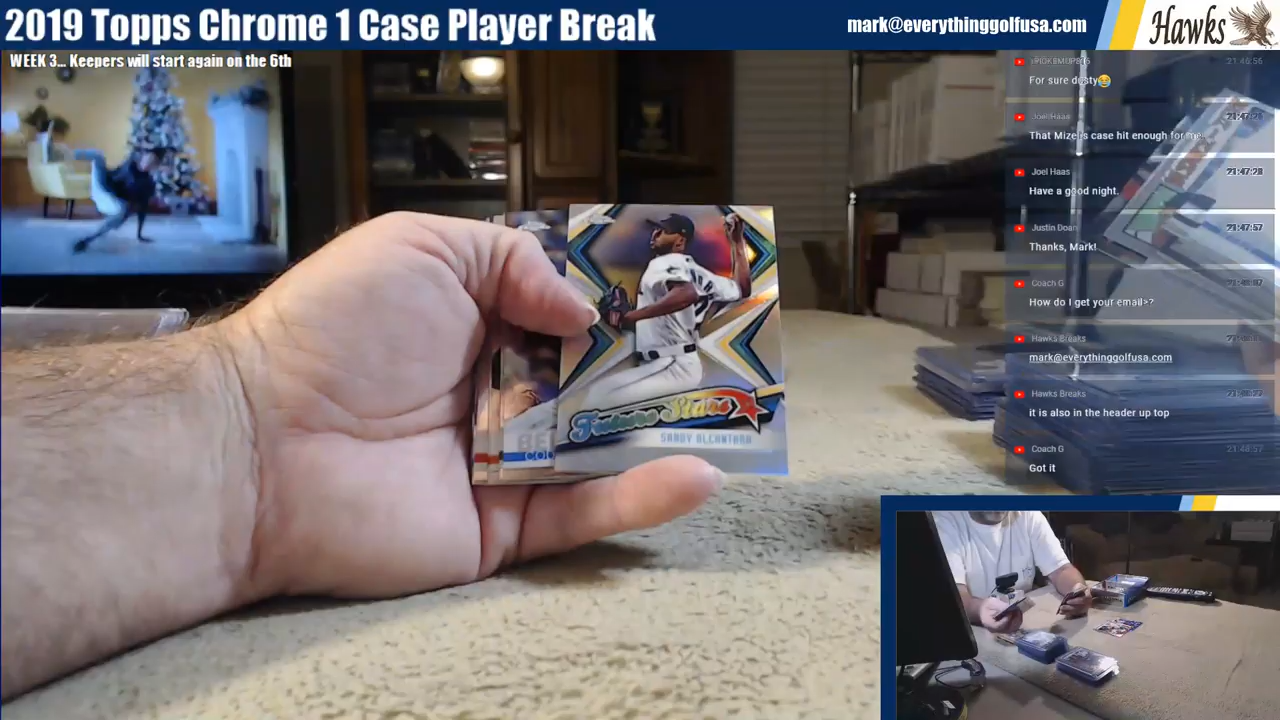 2019 Topps Chrome 1 Case Player Break
mark@everythinggolfusa.com
Hawks
WEEK 3... Keepers will start again on the 6th
For sure dusty😂
21:46:56
Joel Haas
That Mize is case hit enough for me.
Joel Haas
Have a good night.
Justin Doan
21:47:57
Thanks, Mark!
Coach G
How do I get your email>?
Hawks Breaks
mark@everythinggolfusa.com
Hawks Breaks
it is also in the header up top
Coach G
21:48:57
Got it
Future Stars
SANDY ALCANTARA